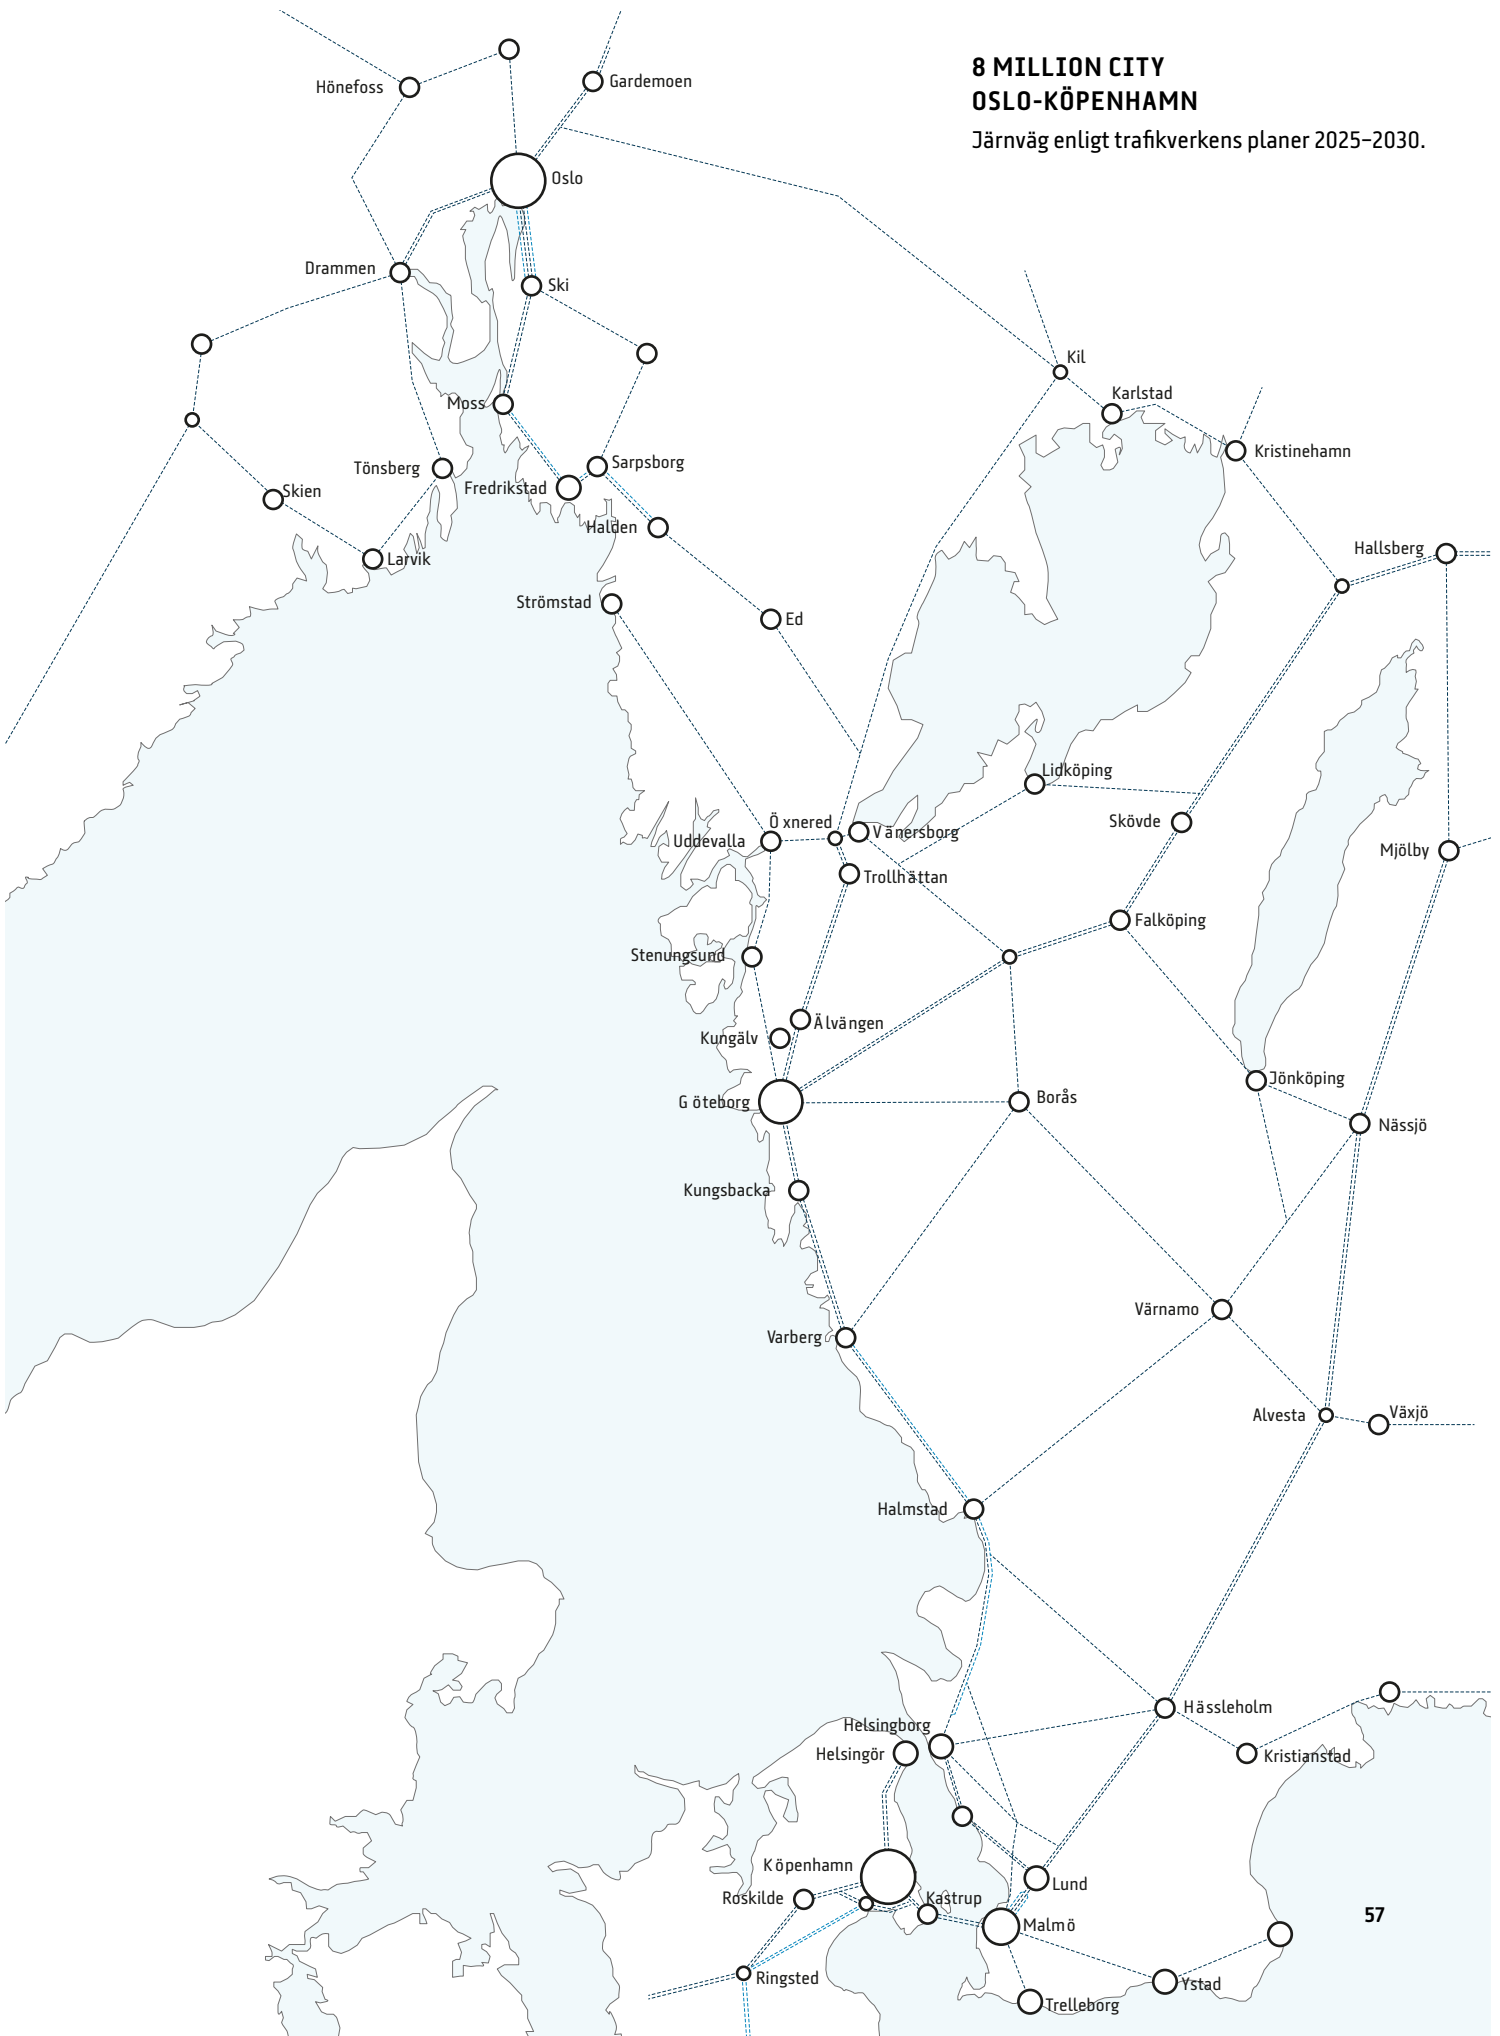 8 MILLION CITY
OSLO-KÖPENHAMN
Järnväg enligt trafikverkens planer 2025–2030.
Hönefoss
Gardemoen
Oslo
Drammen
Ski
Kil
Karlstad
Moss
Kristinehamn
Tönsberg
Sarpsborg
Fredrikstad
Skien
Halden
Hallsberg
Larvik
Strömstad
Ed
Lidköping
Öxnered
Vänersborg
Skövde
Uddevalla
Mjölby
Trollhättan
Falköping
Stenungsund
Älvängen
Kungälv
Jönköping
Göteborg
Borås
Nässjö
Kungsbacka
Värnamo
Varberg
Alvesta
Växjö
Halmstad
Hässleholm
Helsingborg
Helsingör
Kristianstad
Köpenhamn
Roskilde
Kastrup
Lund
Malmö
57
Ringsted
Ystad
Trelleborg